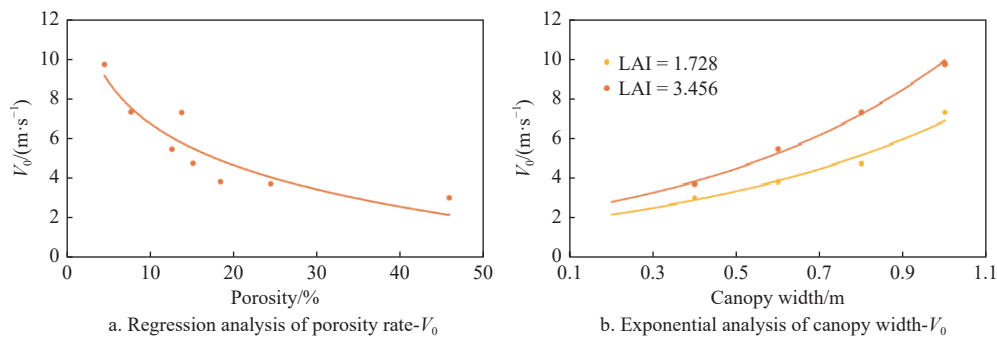 12
10
8
6
4
2
0
V₀/(m·s⁻¹)
0 10 20 30 40 50
Porosity/%
a. Regression analysis of porosity rate-V₀
12
10
8
6
4
2
0
V₀/(m·s⁻¹)
LAI = 1.728
LAI = 3.456
0.1 0.3 0.5 0.7 0.9 1.1
Canopy width/m
b. Exponential analysis of canopy width-V₀